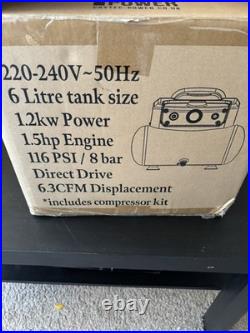 POWER
220-240V~50Hz
6 Litre tank size
1.2kw Power
1.5hp Engine
116 PSI / 8 bar
Direct Drive
6.3CFM Displacement
*includes compressor kit